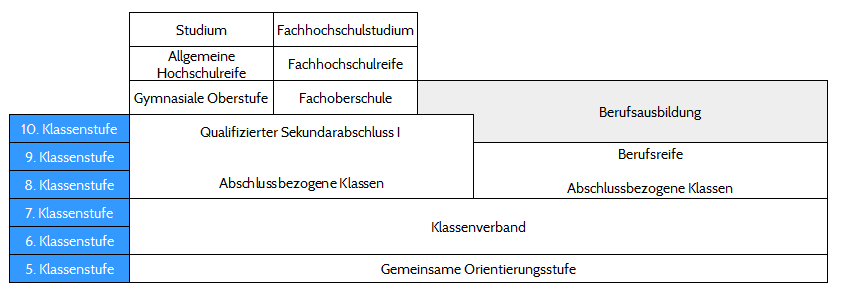 Studium
Fachhochschulstudium
Allgemeine
Hochschulreife
Fachhochschulreife
Gymnasiale Oberstufe
Fachoberschule
Berufsausbildung
10. Klassenstufe
Qualifizierter Sekundarabschluss I
9. Klassenstufe
Berufsreife
8. Klassenstufe
Abschlussbezogene Klassen
Abschlussbezogene Klassen
7. Klassenstufe
Klassenverband
6. Klassenstufe
5. Klassenstufe
Gemeinsame Orientierungsstufe